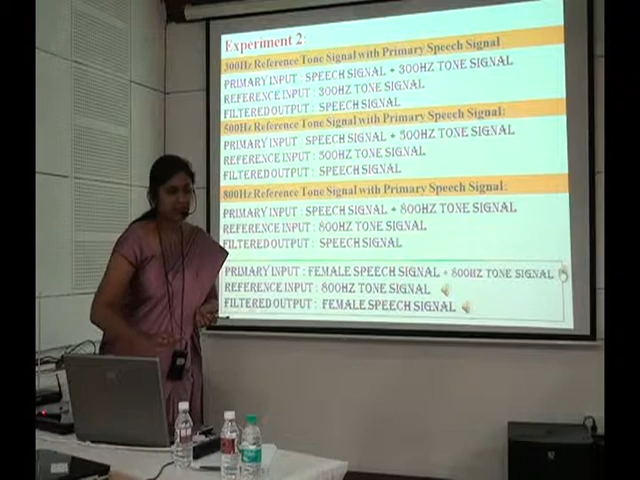 Experiment 2:
300Hz Reference Tone Signal with Primary Speech Signal
PRIMARY INPUT : SPEECH SIGNAL + 300HZ TONE SIGNAL
REFERENCE INPUT : 300HZ TONE SIGNAL
FILTERED OUTPUT : SPEECH SIGNAL
500Hz Reference Tone Signal with Primary Speech Signal:
PRIMARY INPUT : SPEECH SIGNAL + 500HZ TONE SIGNAL
REFERENCE INPUT : 500HZ TONE SIGNAL
FILTERED OUTPUT : SPEECH SIGNAL
800Hz Reference Tone Signal with Primary Speech Signal:
PRIMARY INPUT : SPEECH SIGNAL + 800HZ TONE SIGNAL
REFERENCE INPUT : 800HZ TONE SIGNAL
FILTERED OUTPUT : SPEECH SIGNAL
PRIMARY INPUT : FEMALE SPEECH SIGNAL + 800HZ TONE SIGNAL
REFERENCE INPUT : 800HZ TONE SIGNAL
FILTERED OUTPUT : FEMALE SPEECH SIGNAL